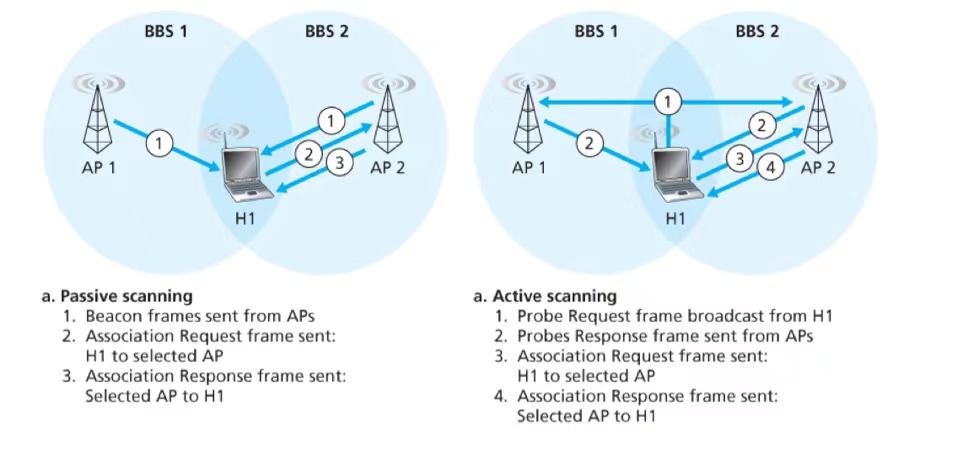 BBS 1
BBS 2
1
1
2
3
AP 1
AP 2
H1
a. Passive scanning
1. Beacon frames sent from APs
2. Association Request frame sent:
H1 to selected AP
3. Association Response frame sent:
Selected AP to H1
BBS 1
BBS 2
1
2
2
3
4
AP 1
AP 2
H1
a. Active scanning
1. Probe Request frame broadcast from H1
2. Probes Response frame sent from APs
3. Association Request frame sent:
H1 to selected AP
4. Association Response frame sent:
Selected AP to H1